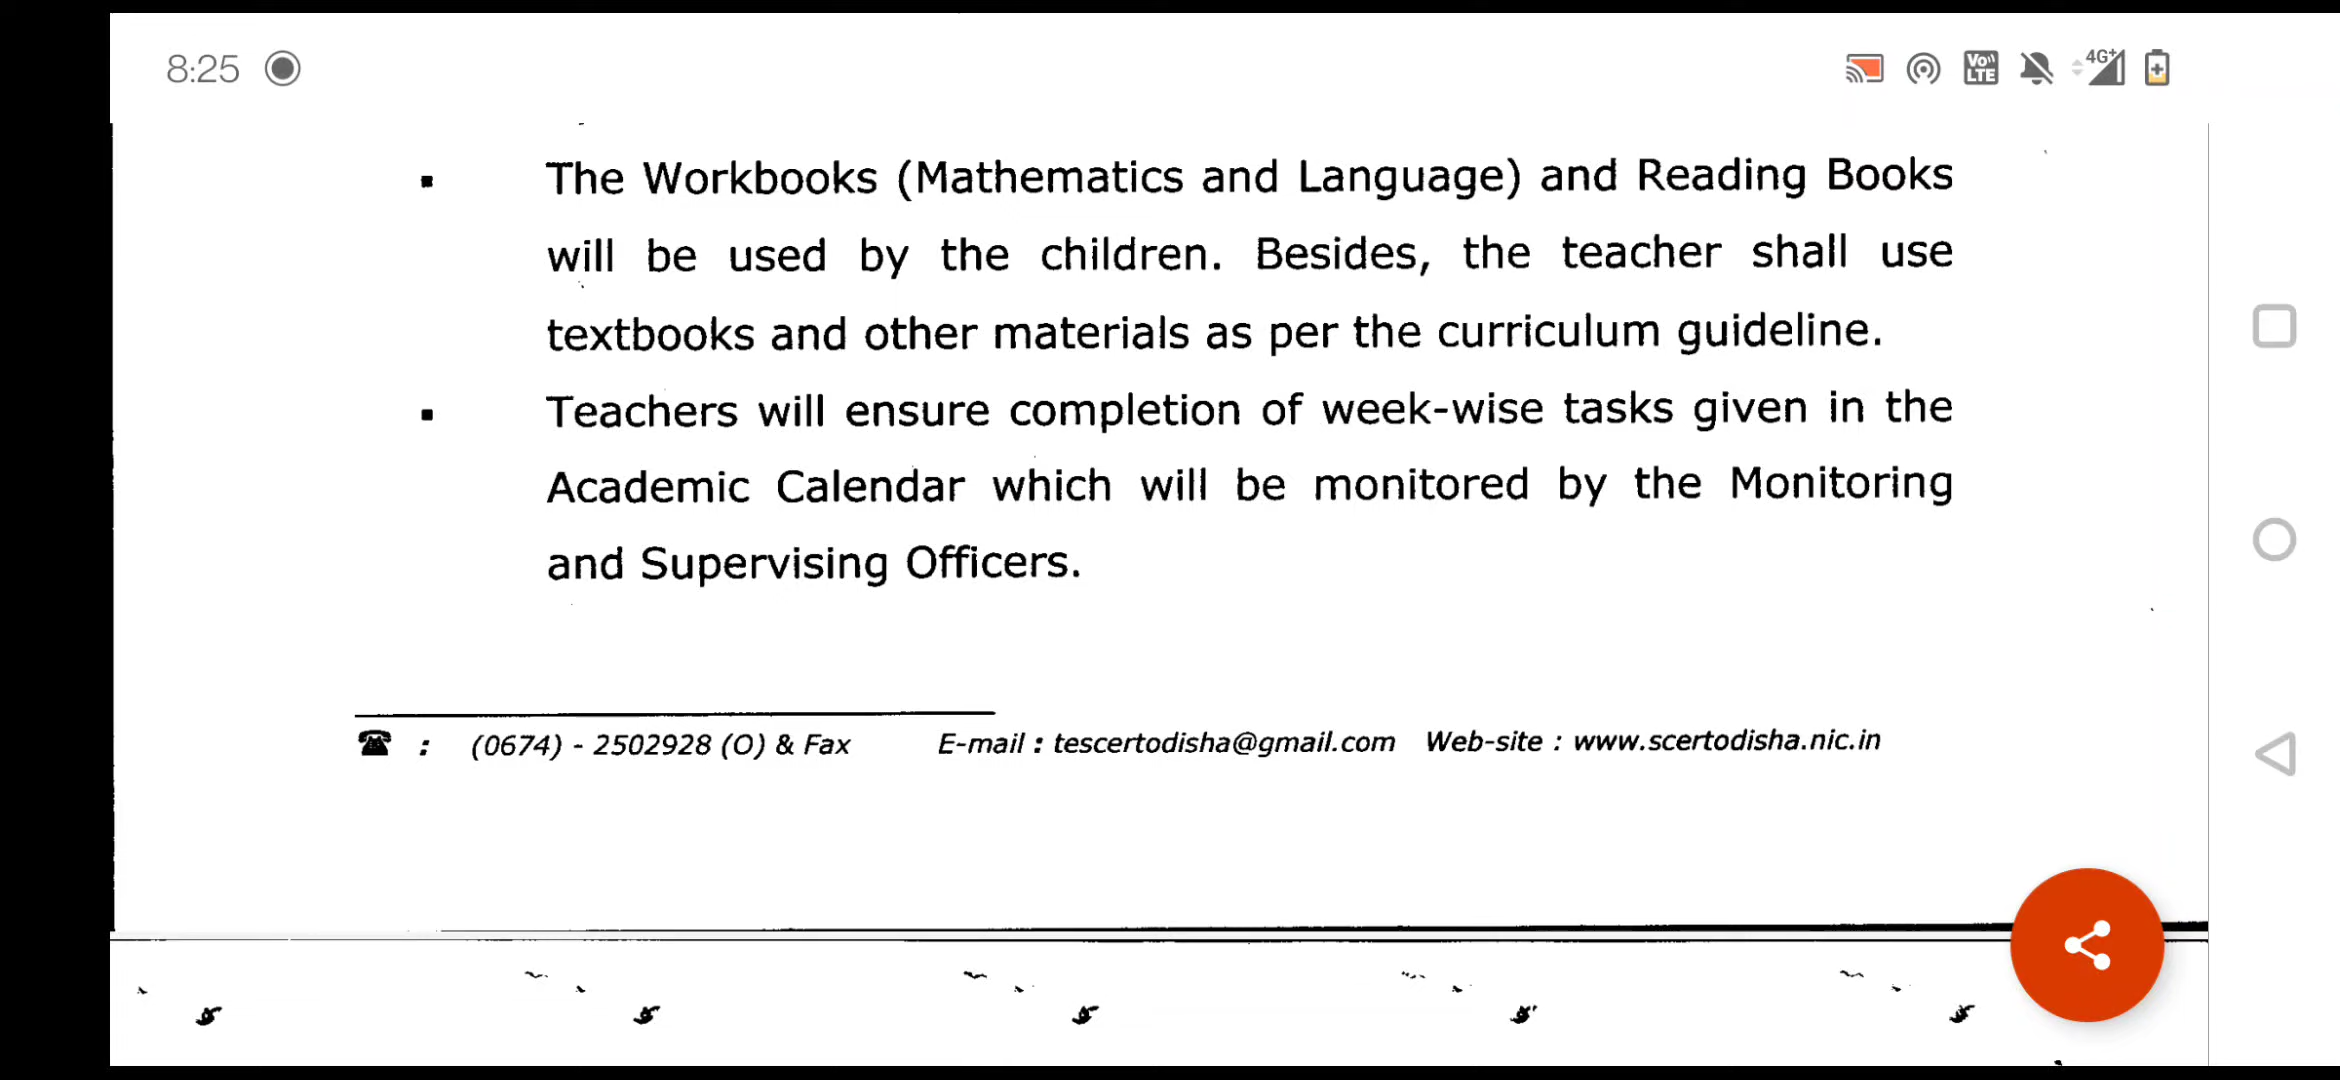 8:25
Vo LTE 4G+
▪ The Workbooks (Mathematics and Language) and Reading Books
will be used by the children. Besides, the teacher shall use
textbooks and other materials as per the curriculum guideline.
▪ Teachers will ensure completion of week-wise tasks given in the
Academic Calendar which will be monitored by the Monitoring
and Supervising Officers.
☎ : (0674) - 2502928 (O) & Fax E-mail : tescertodisha@gmail.com Web-site : www.scertodisha.nic.in